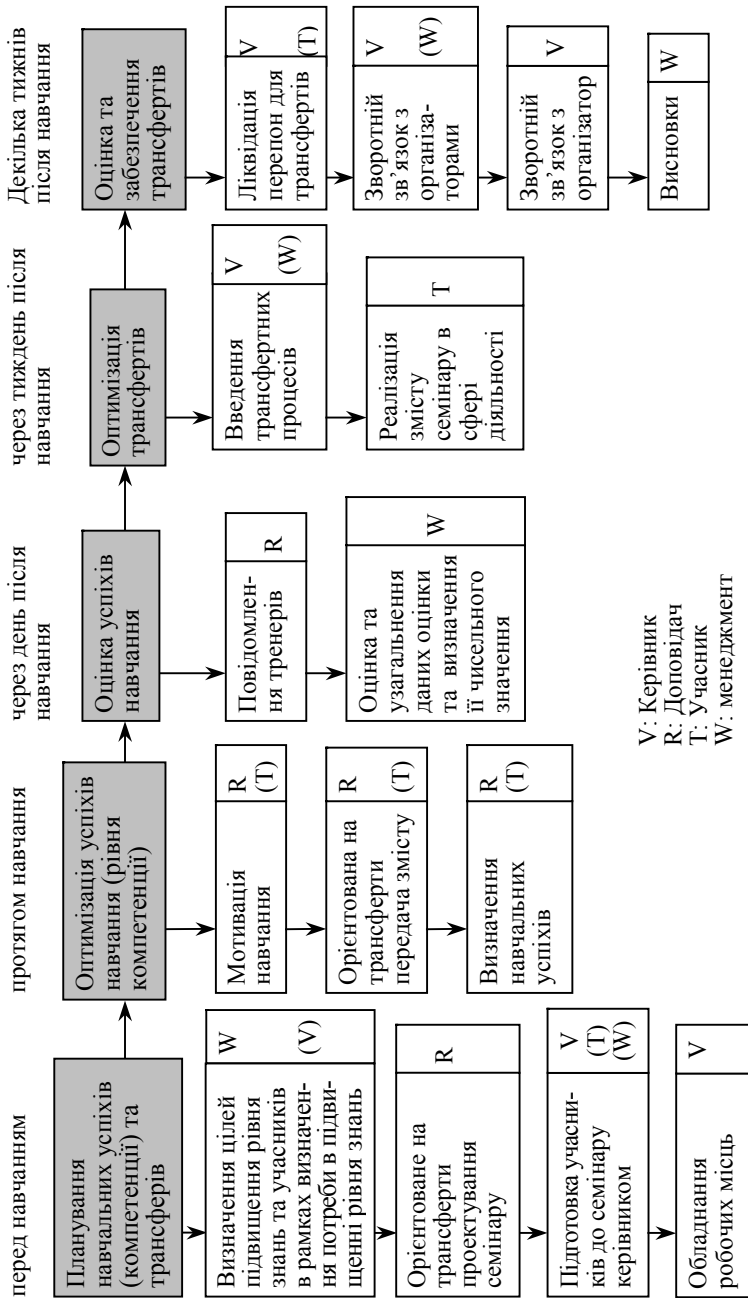 перед навчанням
Планування
навчальних успіхів
(компетенції) та
трансферів
Визначення цілей
підвищення рівня
знань та учасників
в рамках визначен-
ня потреби в підви-
щенні рівня знань
W
(V)
Орієнтоване на
трансферти
проектування
семінару
R
Підготовка учасни-
ків до семінару
керівником
V
(T)
(W)
Обладнання
робочих місць
V
протягом навчання
Оптимізація успіхів
навчання (рівня
компетенції)
Мотивація
навчання
R
(T)
Орієнтована на
трансферти
передача змісту
R
(T)
Визначення
навчальних
успіхів
R
(T)
через день після
навчання
Оцінка успіхів
навчання
Повідомлен-
ня тренерів
R
Оцінка та
узагальнення
даних оцінки
та визначення
її чисельного
значення
W
через тиждень після
навчання
Оптимізація
трансфертів
Введення
трансфертних
процесів
V
(W)
Реалізація
змісту
семінару в
сфері
діяльності
T
Декілька тижнів
після навчання
Оцінка та
забезпечення
трансфертів
Ліквідація
перепон для
трансфертів
V
(T)
Зворотній
зв’язок з
організа-
торами
V
(W)
Зворотній
зв’язок з
організатор
V
Висновки
W
V: Керівник
R: Доповідач
T: Учасник
W: менеджмент